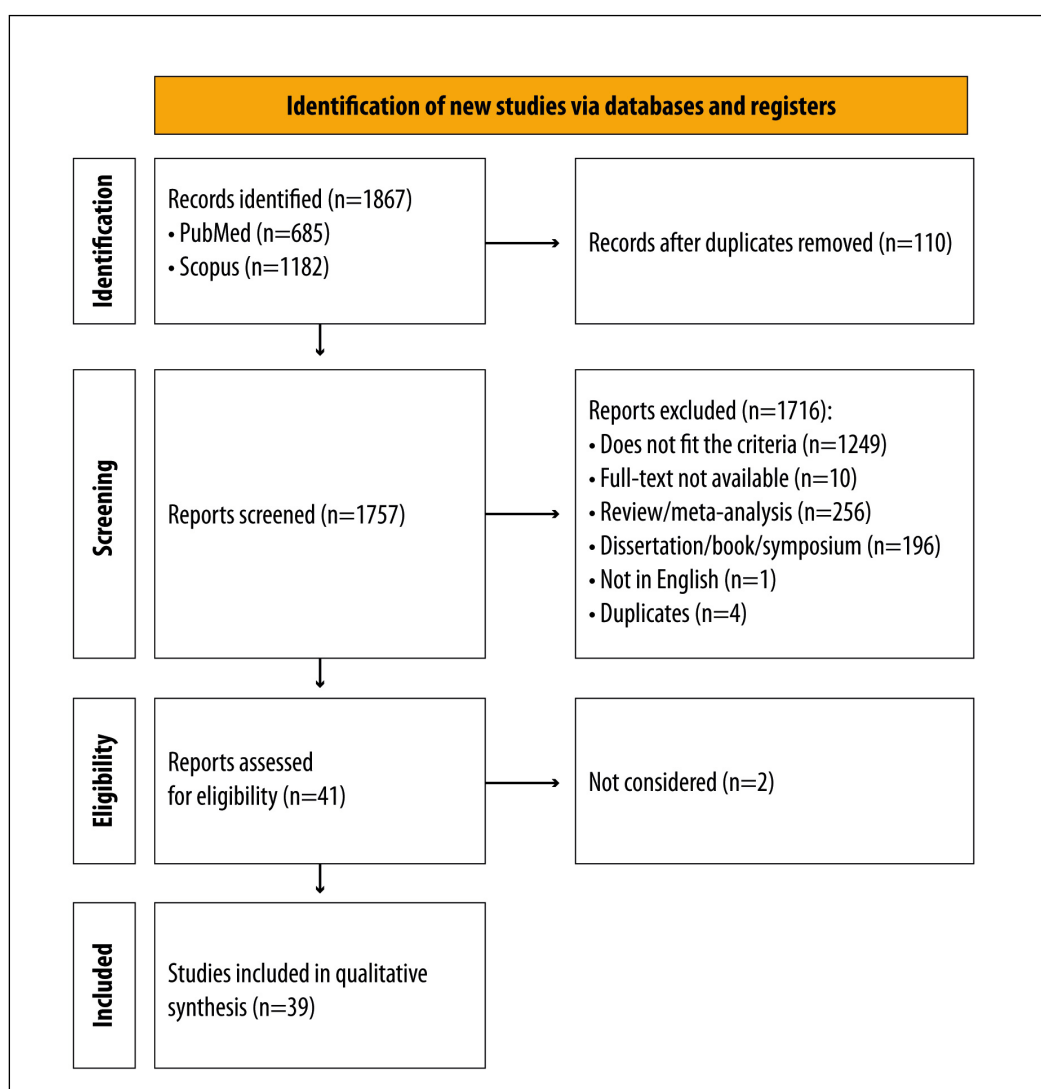 Identification of new studies via databases and registers
Identification
Records identified (n=1867)
• PubMed (n=685)
• Scopus (n=1182)
Records after duplicates removed (n=110)
Screening
Reports screened (n=1757)
Reports excluded (n=1716):
• Does not fit the criteria (n=1249)
• Full-text not available (n=10)
• Review/meta-analysis (n=256)
• Dissertation/book/symposium (n=196)
• Not in English (n=1)
• Duplicates (n=4)
Eligibility
Reports assessed
for eligibility (n=41)
Not considered (n=2)
Included
Studies included in qualitative
synthesis (n=39)